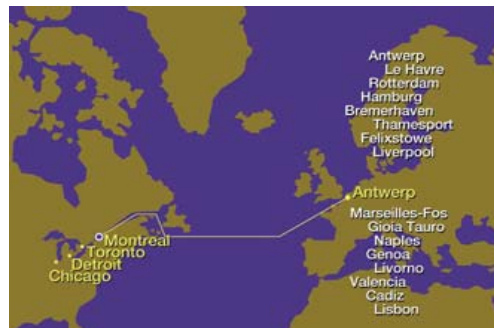 Antwerp
Le Havre
Rotterdam
Hamburg
Bremerhaven
Thamesport
Felixstowe
Liverpool
Antwerp
Marseilles-Fos
Gioia Tauro
Naples
Genoa
Livorno
Valencia
Cadiz
Lisbon
Montreal
Toronto
Detroit
Chicago